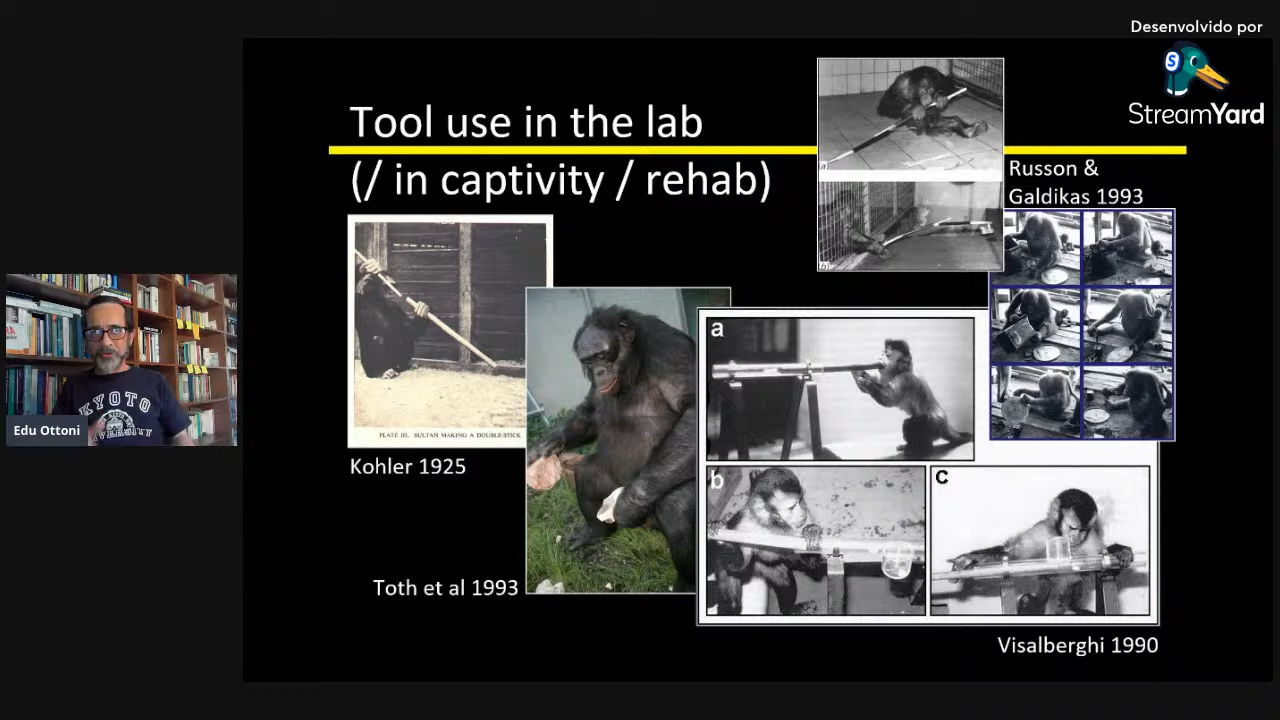 Desenvolvido por
StreamYard
Tool use in the lab
(/ in captivity / rehab)
a)
b)
Russon &
Galdikas 1993
PLATE III. SULTAN MAKING A DOUBLE-STICK
Kohler 1925
KYOTO
UNIVERSITY
Edu Ottoni
Toth et al 1993
a
b
c
Visalberghi 1990